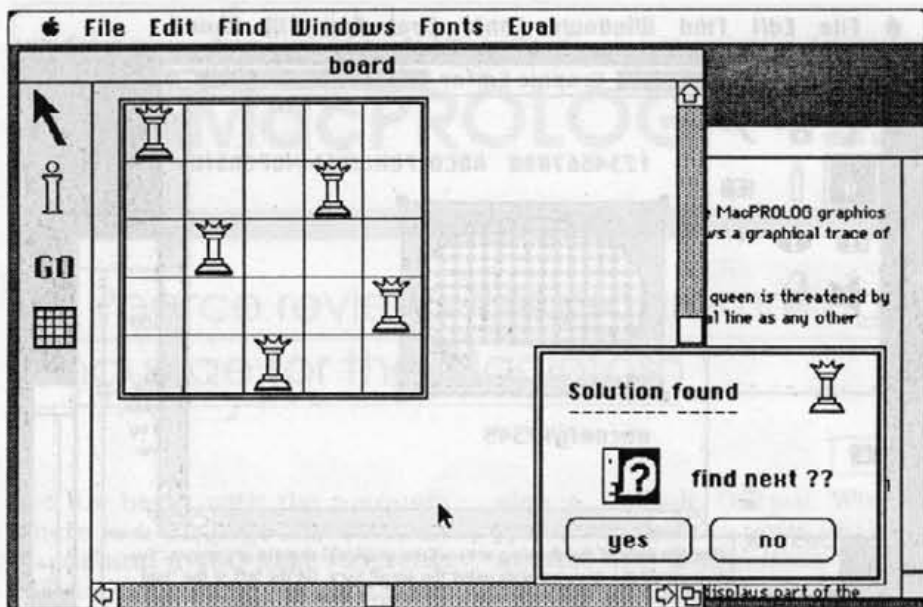 File Edit Find Windows Fonts Eval
board
GO
MacPROLOG graphics
ws a graphical trace of
queen is threatened by
al line as any other
Solution found
find next ??
yes no
displays part of the